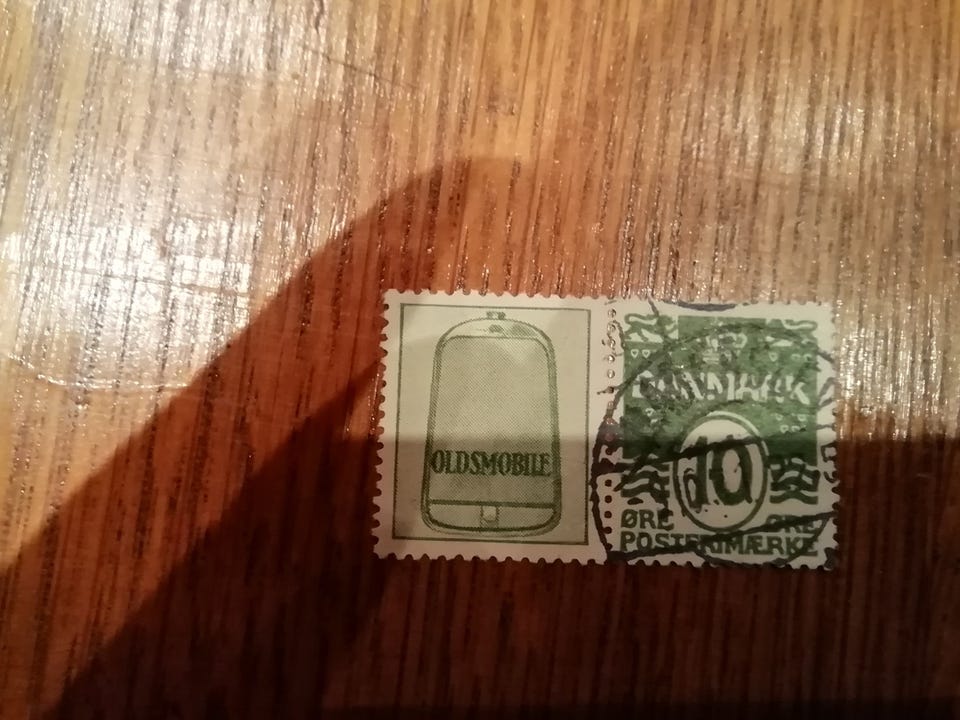 OLDSMOBILE
DANMARK
10
ØRE ØRE
POSTFRIMÆRKE